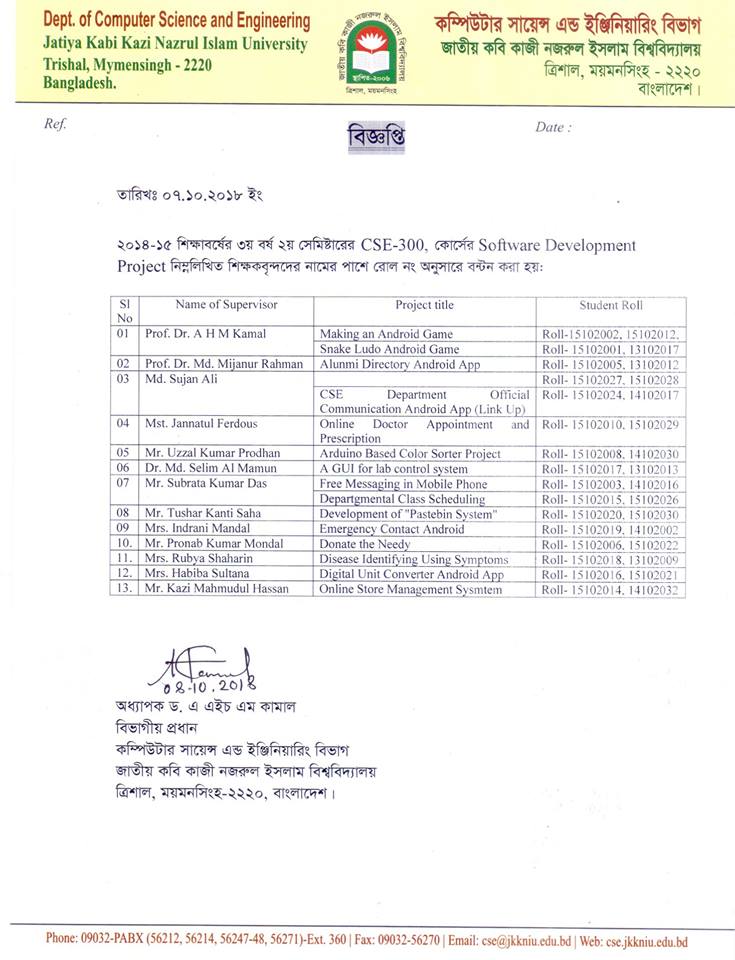 Dept. of Computer Science and Engineering
Jatiya Kabi Kazi Nazrul Islam University
Trishal, Mymensingh - 2220
Bangladesh.
জাতীয় কবি কাজী নজরুল ইসলাম বিশ্ববিদ্যালয়
স্থাপিত-২০০৬
ত্রিশাল, ময়মনসিংহ
কম্পিউটার সায়েন্স এন্ড ইঞ্জিনিয়ারিং বিভাগ
জাতীয় কবি কাজী নজরুল ইসলাম বিশ্ববিদ্যালয়
ত্রিশাল, ময়মনসিংহ - ২২২০
বাংলাদেশ।
Ref.
বিজ্ঞপ্তি
Date :
তারিখঃ ০৭.১০.২০১৮ ইং
২০১৪-১৫ শিক্ষাবর্ষের ৩য় বর্ষ ২য় সেমিষ্টারের CSE-300, কোর্সের Software Development
Project নিম্নলিখিত শিক্ষকবৃন্দদের নামের পাশে রোল নং অনুসারে বন্টন করা হয়ঃ
Sl No Name of Supervisor Project title Student Roll
01 Prof. Dr. A H M Kamal Making an Android Game Roll-15102002, 15102012,
Snake Ludo Android Game Roll- 15102001, 13102017
02 Prof. Dr. Md. Mijanur Rahman Alunmi Directory Android App Roll- 15102005, 13102012
03 Md. Sujan Ali Roll- 15102027, 15102028
CSE Department Official Roll- 15102024, 14102017
Communication Android App (Link Up)
04 Mst. Jannatul Ferdous Online Doctor Appointment and Roll- 15102010, 15102029
Prescription
05 Mr. Uzzal Kumar Prodhan Arduino Based Color Sorter Project Roll- 15102008, 14102030
06 Dr. Md. Selim Al Mamun A GUI for lab control system Roll- 15102017, 13102013
07 Mr. Subrata Kumar Das Free Messaging in Mobile Phone Roll- 15102003, 14102016
Departgmental Class Scheduling Roll- 15102015, 15102026
08 Mr. Tushar Kanti Saha Development of "Pastebin System" Roll- 15102020, 15102030
09 Mrs. Indrani Mandal Emergency Contact Android Roll- 15102019, 14102002
10. Mr. Pronab Kumar Mondal Donate the Needy Roll- 15102006, 15102022
11. Mrs. Rubya Shaharin Disease Identifying Using Symptoms Roll- 15102018, 13102009
12. Mrs. Habiba Sultana Digital Unit Converter Android App Roll- 15102016, 15102021
13. Mr. Kazi Mahmudul Hassan Online Store Management Sysmtem Roll- 15102014, 14102032
08-10.2018
অধ্যাপক ড. এ এইচ এম কামাল
বিভাগীয় প্রধান
কম্পিউটার সায়েন্স এন্ড ইঞ্জিনিয়ারিং বিভাগ
জাতীয় কবি কাজী নজরুল ইসলাম বিশ্ববিদ্যালয়
ত্রিশাল, ময়মনসিংহ-২২২০, বাংলাদেশ।
Phone: 09032-PABX (56212, 56214, 56247-48, 56271)-Ext. 360 | Fax: 09032-56270 | Email: cse@jkkniu.edu.bd | Web: cse.jkkniu.edu.bd